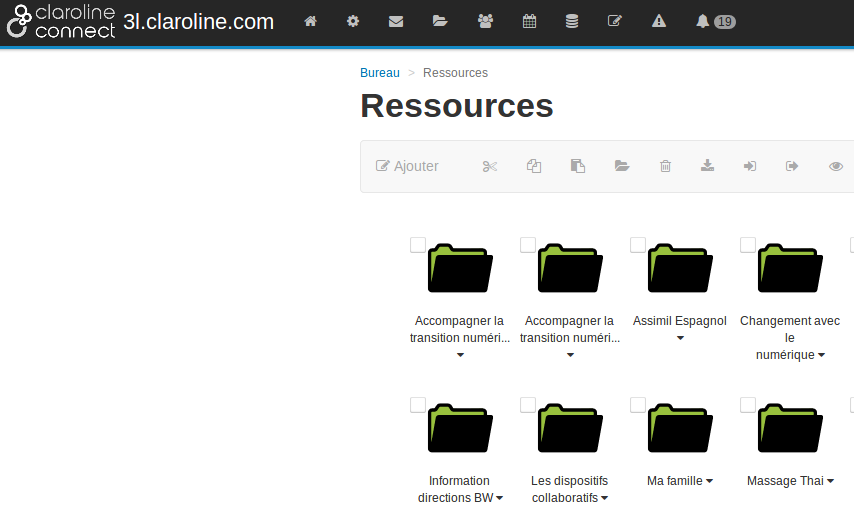 claroline
connect
3l.claroline.com
19
Bureau > Ressources
Ressources
Ajouter
Accompagner la
transition numéri...
Accompagner la
transition numéri...
Assimil Espagnol
Changement avec
le
numérique
Information
directions BW
Les dispositifs
collaboratifs
Ma famille
Massage Thai